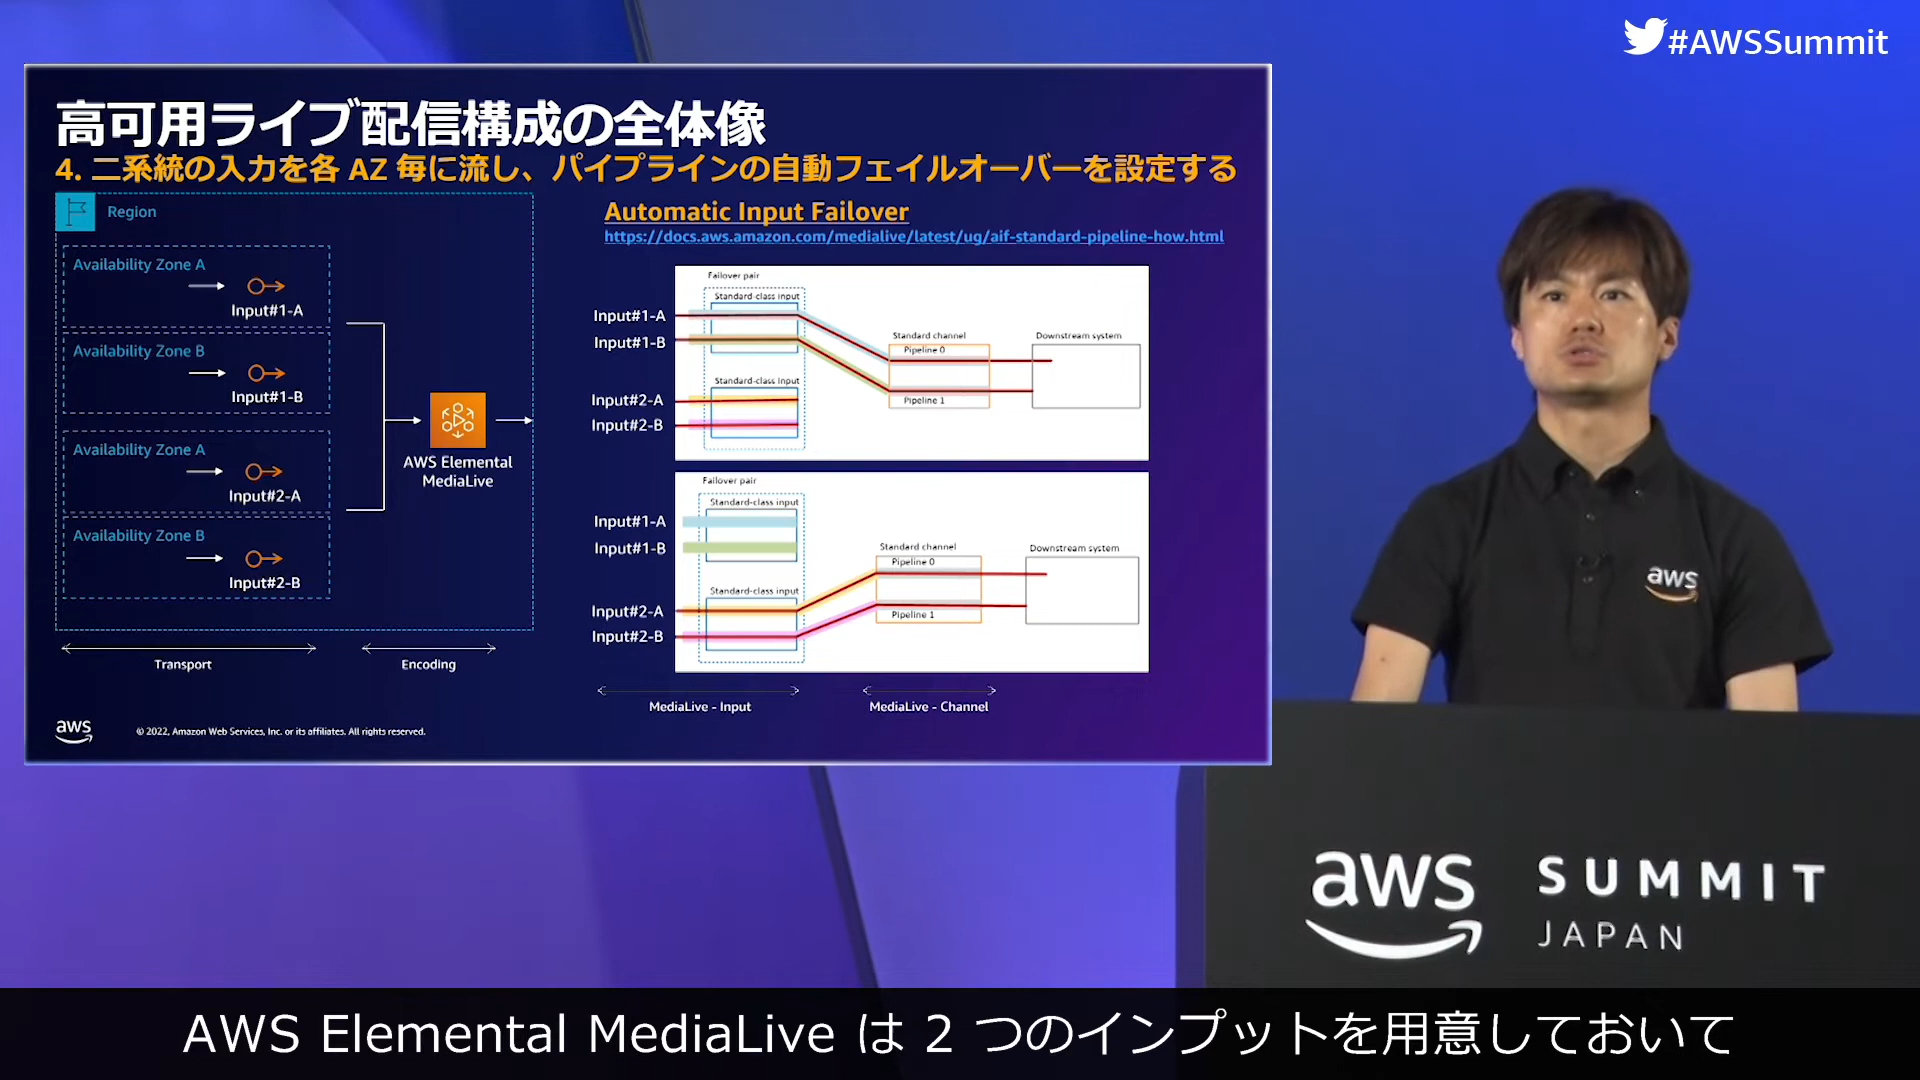 #AWSSummit
高可用ライブ配信構成の全体像
4. 二系統の入力を各 AZ 毎に流し、パイプラインの自動フェイルオーバーを設定する
Region
Availability Zone A
Input#1-A
Availability Zone B
Input#1-B
Availability Zone A
Input#2-A
Availability Zone B
Input#2-B
AWS Elemental
MediaLive
Transport
Encoding
Automatic Input Failover
https://docs.aws.amazon.com/medialive/latest/ug/aif-standard-pipeline-how.html
Failover pair
Standard-class input
Input#1-A
Input#1-B
Standard-class input
Input#2-A
Input#2-B
Standard channel
Pipeline 0
Pipeline 1
Downstream system
Failover pair
Standard-class input
Input#1-A
Input#1-B
Standard-class input
Input#2-A
Input#2-B
Standard channel
Pipeline 0
Pipeline 1
Downstream system
MediaLive - Input
MediaLive - Channel
aws
© 2022, Amazon Web Services, Inc. or its affiliates. All rights reserved.
aws
aws
SUMMIT
JAPAN
AWS Elemental MediaLive は 2 つのインプットを用意しておいて